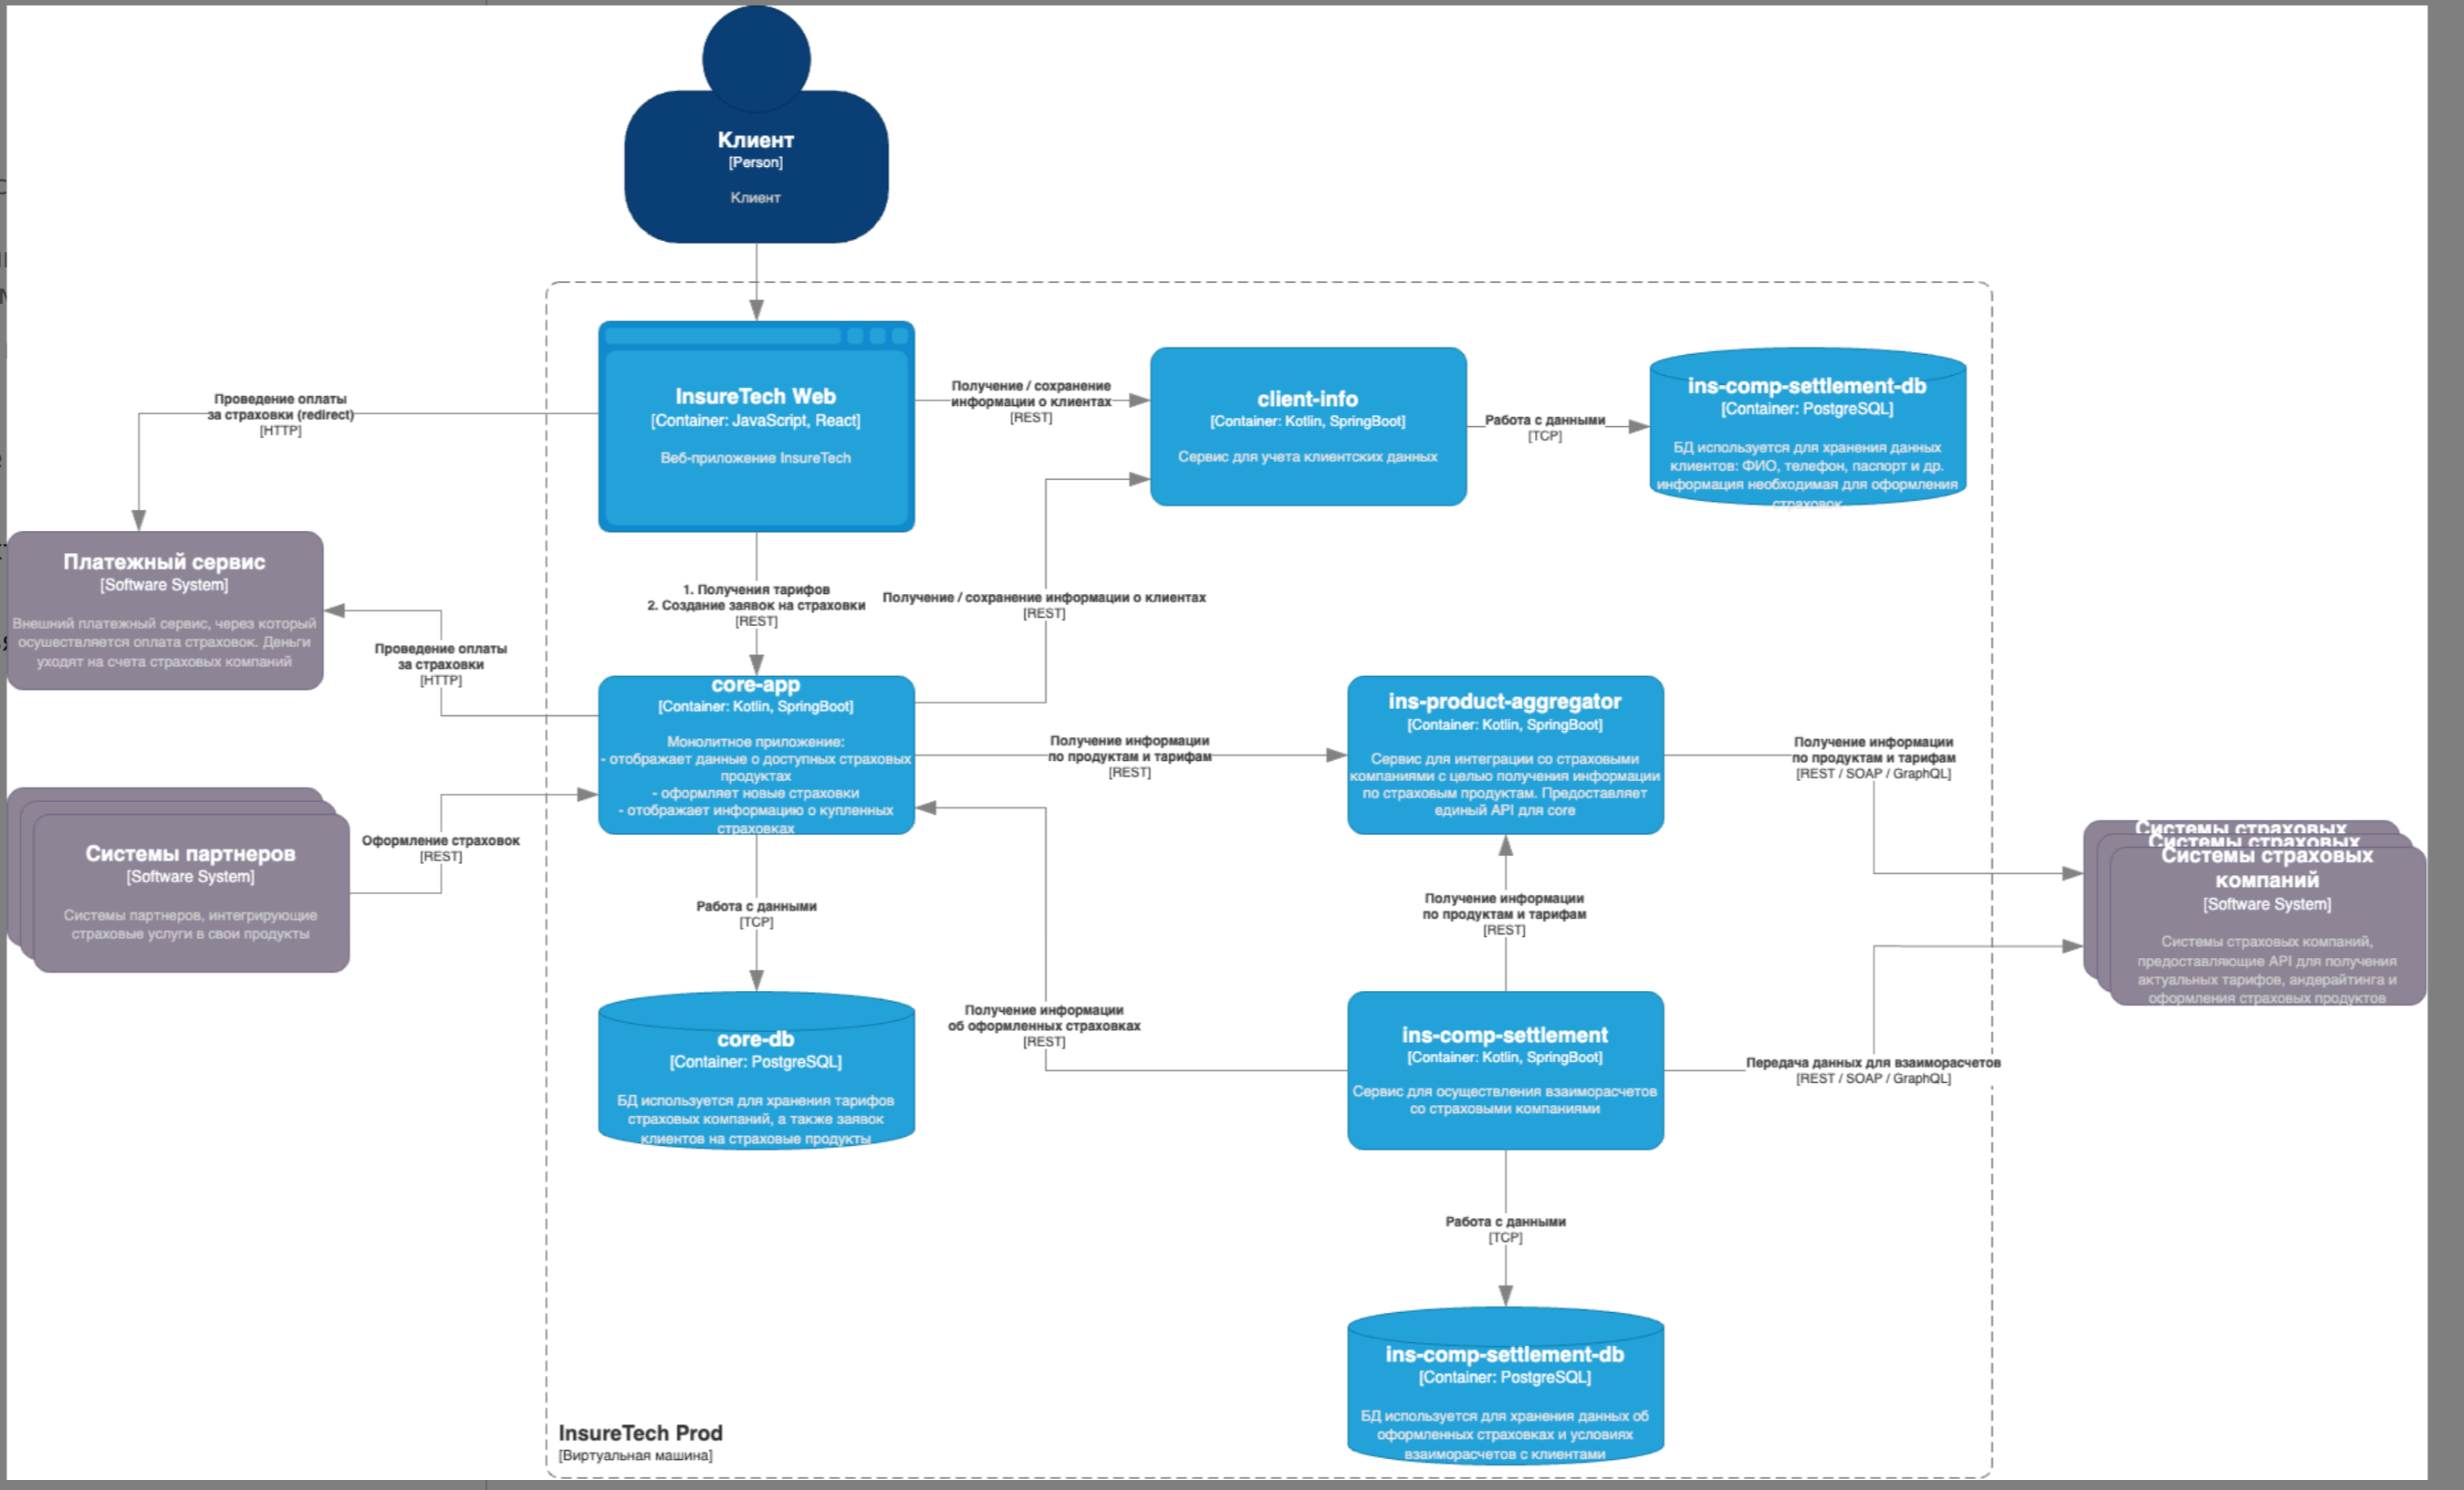 Клиент
[Person]
Клиент
InsureTech Web
[Container: JavaScript, React]
Веб-приложение InsureTech
Получение / сохранение
информации о клиентах
[REST]
client-info
[Container: Kotlin, SpringBoot]
Сервис для учета клиентских данных
Работа с данными
[TCP]
ins-comp-settlement-db
[Container: PostgreSQL]
БД используется для хранения данных
клиентов: ФИО, телефон, паспорт и др.
информация необходимая для оформления
страховок
Проведение оплаты
за страховки (redirect)
[HTTP]
Платежный сервис
[Software System]
Внешний платежный сервис, через который
осушествляется оплата страховок. Деньги
уходят на счета страховых компаний
1. Получения тарифов
2. Создание заявок на страховки
[REST]
Получение / сохранение информации о клиентах
[REST]
Проведение оплаты
за страховки
[HTTP]
core-app
[Container: Kotlin, SpringBoot]
Монолитное приложение:
- отображает данные о доступных страховых
продуктах
- оформляет новые страховки
- отображает информацию о купленных
страховках
Получение информации
по продуктам и тарифам
[REST]
ins-product-aggregator
[Container: Kotlin, SpringBoot]
Сервис для интеграции со страховыми
компаниями с целью получения информации
по страховым продуктам. Предоставляет
единый API для core
Получение информации
по продуктам и тарифам
[REST / SOAP / GraphQL]
Системы партнеров
[Software System]
Системы партнеров, интегрирующие
страховые услуги в свои продукты
Оформление страховок
[REST]
Системы страховых
Системы страховых
Системы страховых
компаний
[Software System]
Системы страховых компаний,
предоставляющие API для получения
актуальных тарифов, андерайтинга и
оформления страховых продуктов
Работа с данными
[TCP]
Получение информации
по продуктам и тарифам
[REST]
core-db
[Container: PostgreSQL]
БД используется для хранения тарифов
страховых компаний, а также заявок
клиентов на страховые продукты
Получение информации
об оформленных страховках
[REST]
ins-comp-settlement
[Container: Kotlin, SpringBoot]
Сервис для осуществления взаиморасчетов
со страховыми компаниями
Передача данных для взаиморасчетов
[REST / SOAP / GraphQL]
Работа с данными
[TCP]
ins-comp-settlement-db
[Container: PostgreSQL]
БД используется для хранения данных об
оформленных страховках и условиях
взаиморасчетов с клиентами
InsureTech Prod
[Виртуальная машина]